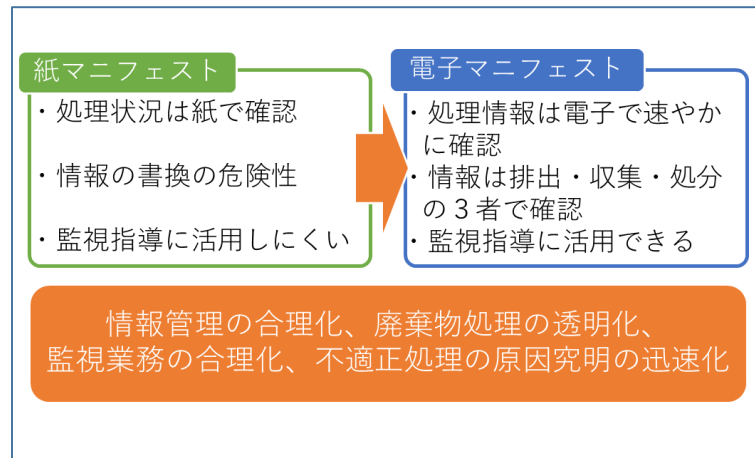 紙マニフェスト
・処理状況は紙で確認
・情報の書換の危険性
・監視指導に活用しにくい
電子マニフェスト
・処理情報は電子で速やか
に確認
・情報は排出・収集・処分
の３者で確認
・監視指導に活用できる
情報管理の合理化、廃棄物処理の透明化、
監視業務の合理化、不適正処理の原因究明の迅速化